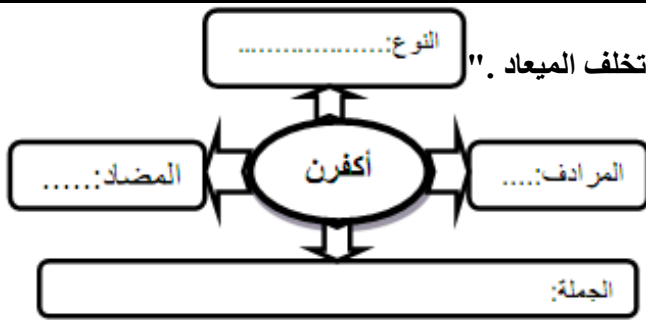 النوع:..................
تخلف الميعاد ."
أكفرن
المرادف:....
المضاد:.....
الجملة: